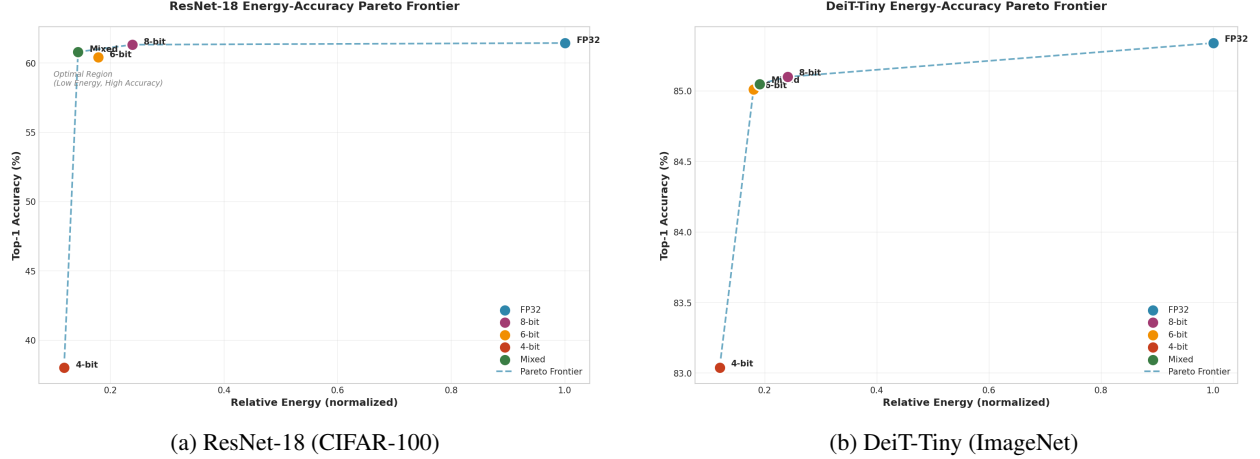 ResNet-18 Energy-Accuracy Pareto Frontier
Top-1 Accuracy (%)
60
55
50
45
40
Mixed
6-bit
8-bit
FP32
Optimal Region
(Low Energy, High Accuracy)
4-bit
FP32
8-bit
6-bit
4-bit
Mixed
Pareto Frontier
0.2
0.4
0.6
0.8
1.0
Relative Energy (normalized)
(a) ResNet-18 (CIFAR-100)
DeiT-Tiny Energy-Accuracy Pareto Frontier
Top-1 Accuracy (%)
85.0
84.5
84.0
83.5
83.0
8-bit
FP32
4-bit
FP32
8-bit
6-bit
4-bit
Mixed
Pareto Frontier
0.2
0.4
0.6
0.8
1.0
Relative Energy (normalized)
(b) DeiT-Tiny (ImageNet)